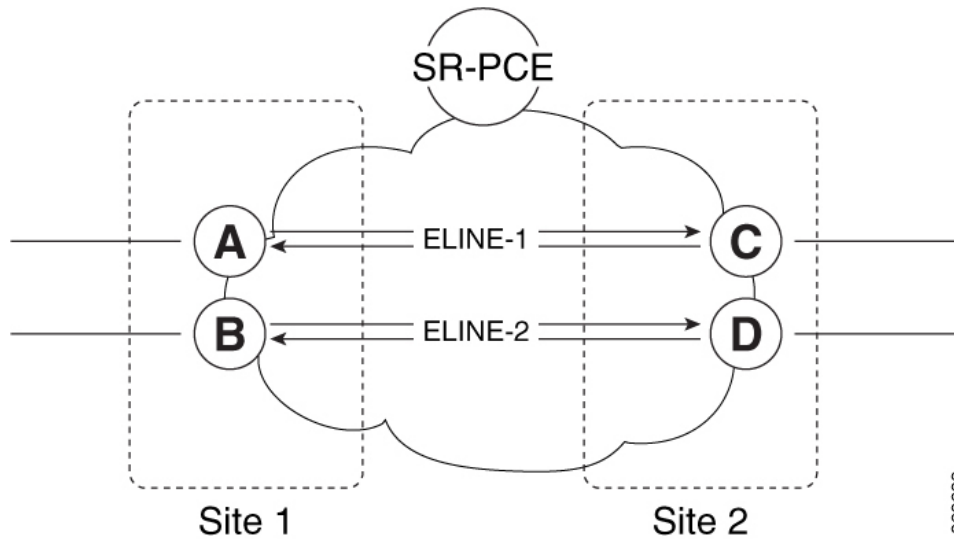 SR-PCE
A
ELINE-1
C
B
ELINE-2
D
Site 1
Site 2